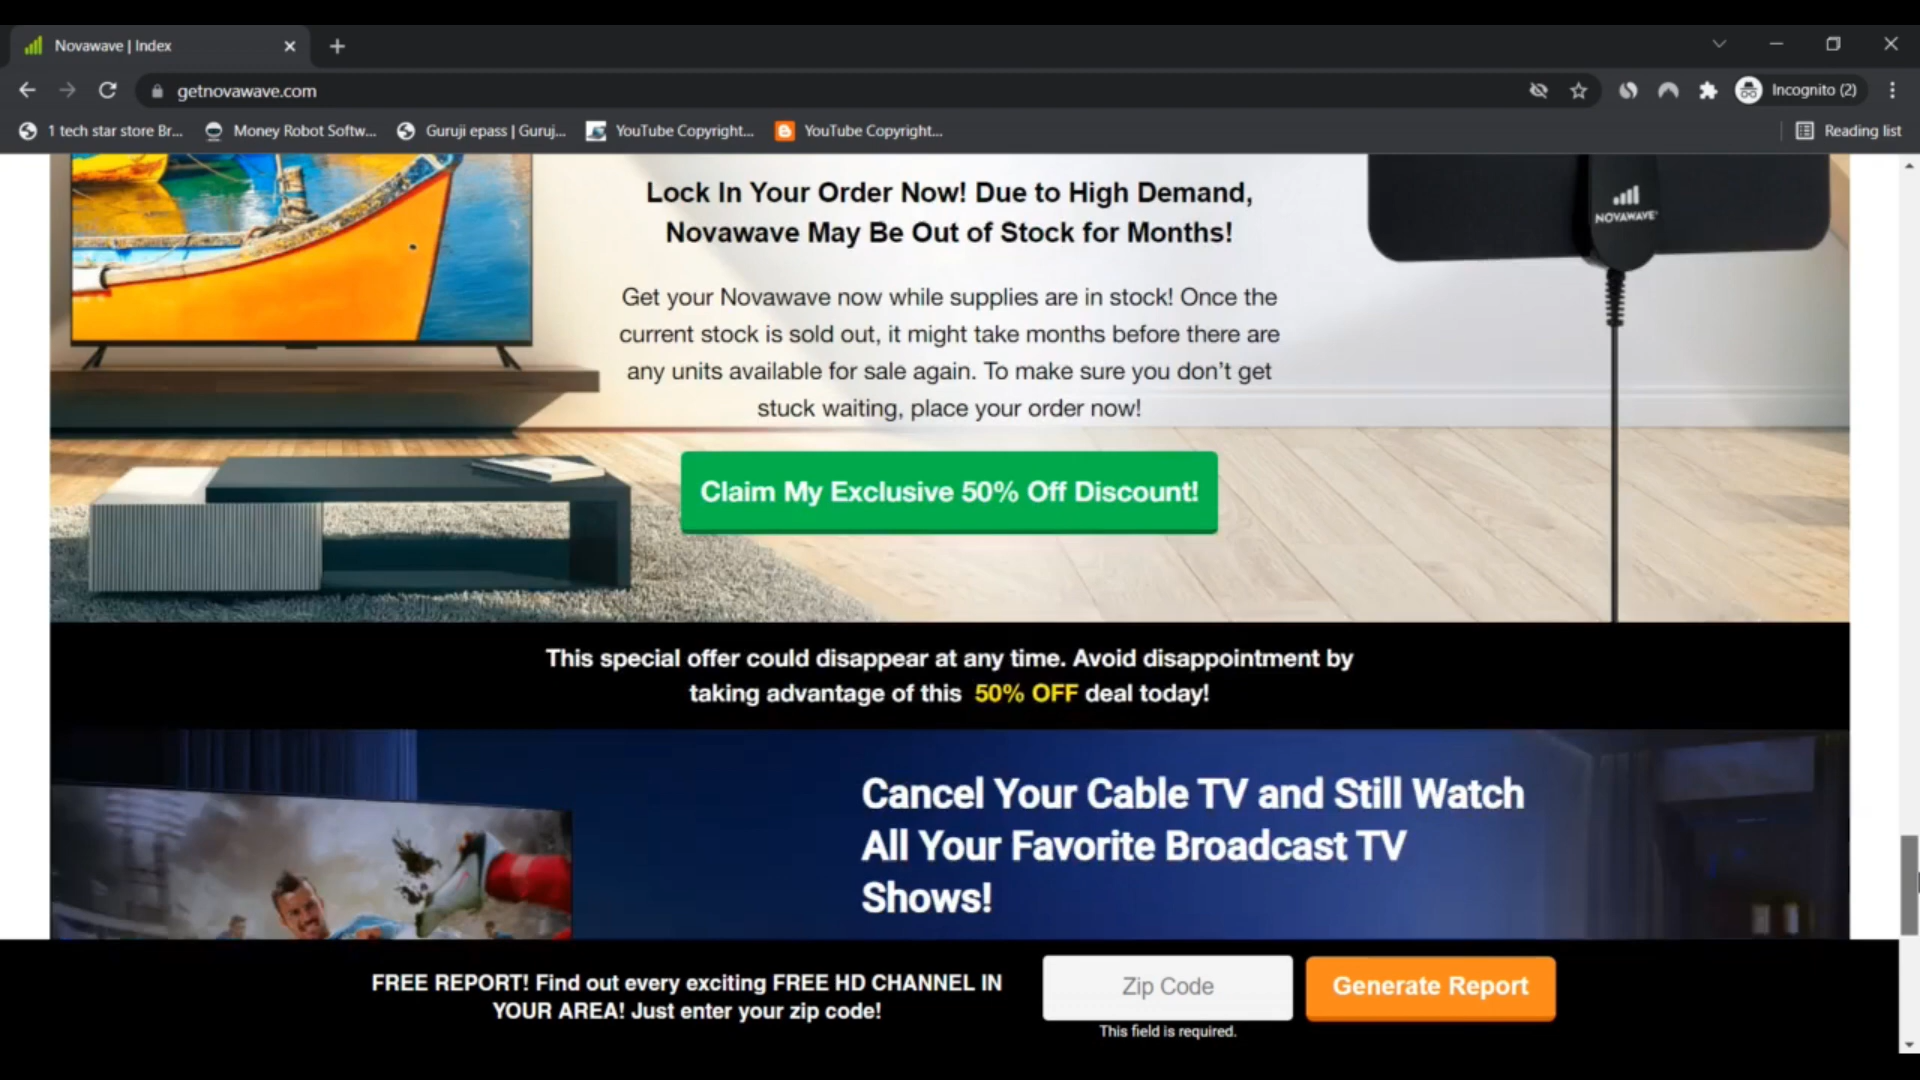 Novawave | Index
getnovawave.com
Incognito (2)
1 tech star store Br...
Money Robot Softw...
Guruji epass | Guruj...
YouTube Copyright...
YouTube Copyright...
Reading list
Lock In Your Order Now! Due to High Demand,
Novawave May Be Out of Stock for Months!
NOVAWAVE
Get your Novawave now while supplies are in stock! Once the
current stock is sold out, it might take months before there are
any units available for sale again. To make sure you don't get
stuck waiting, place your order now!
Claim My Exclusive 50% Off Discount!
This special offer could disappear at any time. Avoid disappointment by
taking advantage of this 50% OFF deal today!
Cancel Your Cable TV and Still Watch
All Your Favorite Broadcast TV
Shows!
FREE REPORT! Find out every exciting FREE HD CHANNEL IN
YOUR AREA! Just enter your zip code!
Zip Code
This field is required.
Generate Report